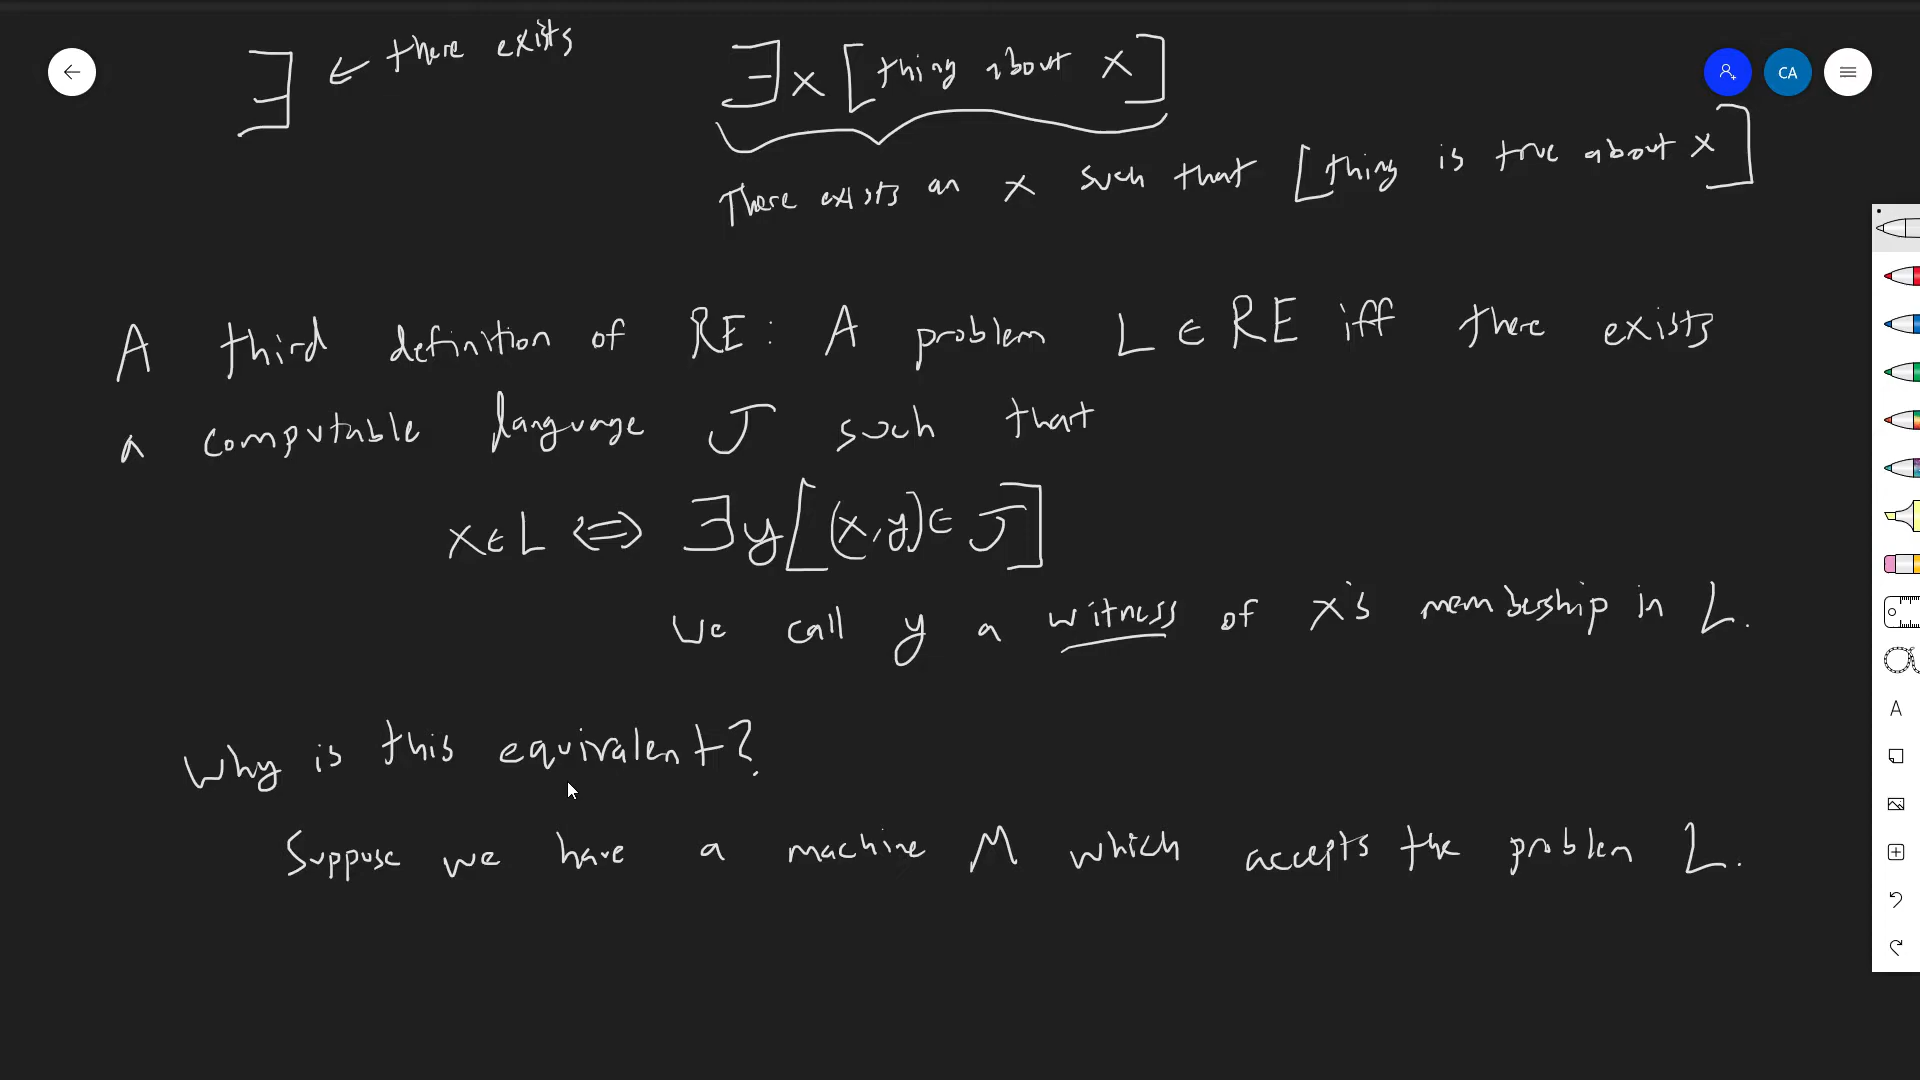 ∃ ← there exists
∃x [thing about x]
There exists an x such that [thing is true about x]
CA
A third definition of RE: A problem L ∈ RE iff there exists
a computable language J such that
x ∈ L ⇔ ∃y[(x,y) ∈ J]
We call y a witness of x's membership in L.
Why is this equivalent?
Suppose we have a machine M which accepts the problem L.
A